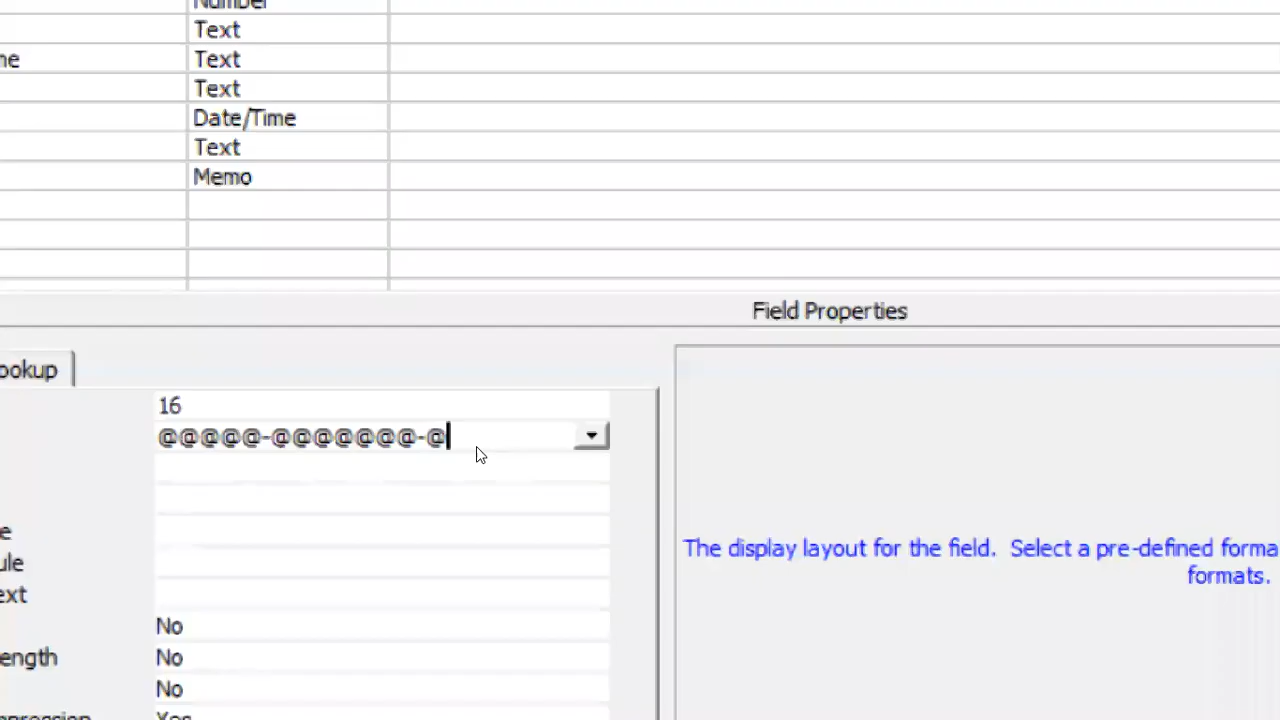 Number
Text
ne Text
Text
Date/Time
Text
Memo
Field Properties
ookup
16
@@@@@-@@@@@@@-@
e
ule
ext
The display layout for the field. Select a pre-defined forma
formats.
No
ength No
No
mpression Yes